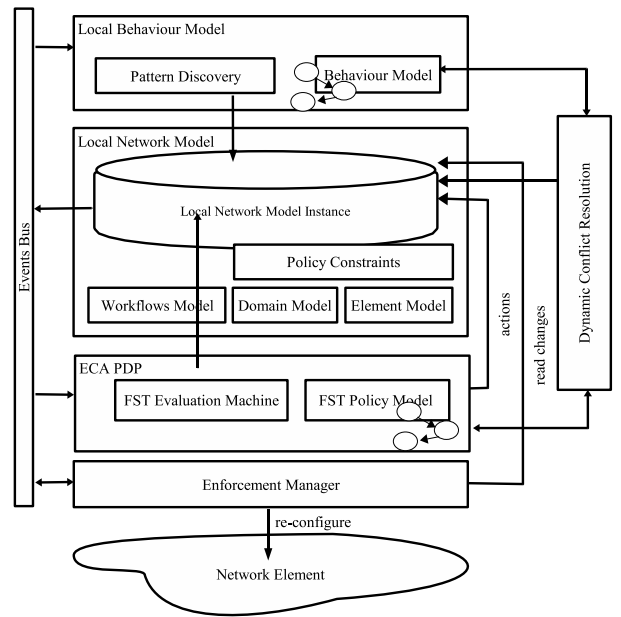 Local Behaviour Model
Pattern Discovery
Behaviour Model
Local Network Model
Local Network Model Instance
Policy Constraints
Workflows Model
Domain Model
Element Model
Events Bus
Dynamic Conflict Resolution
actions
read changes
ECA PDP
FST Evaluation Machine
FST Policy Model
Enforcement Manager
re-configure
Network Element